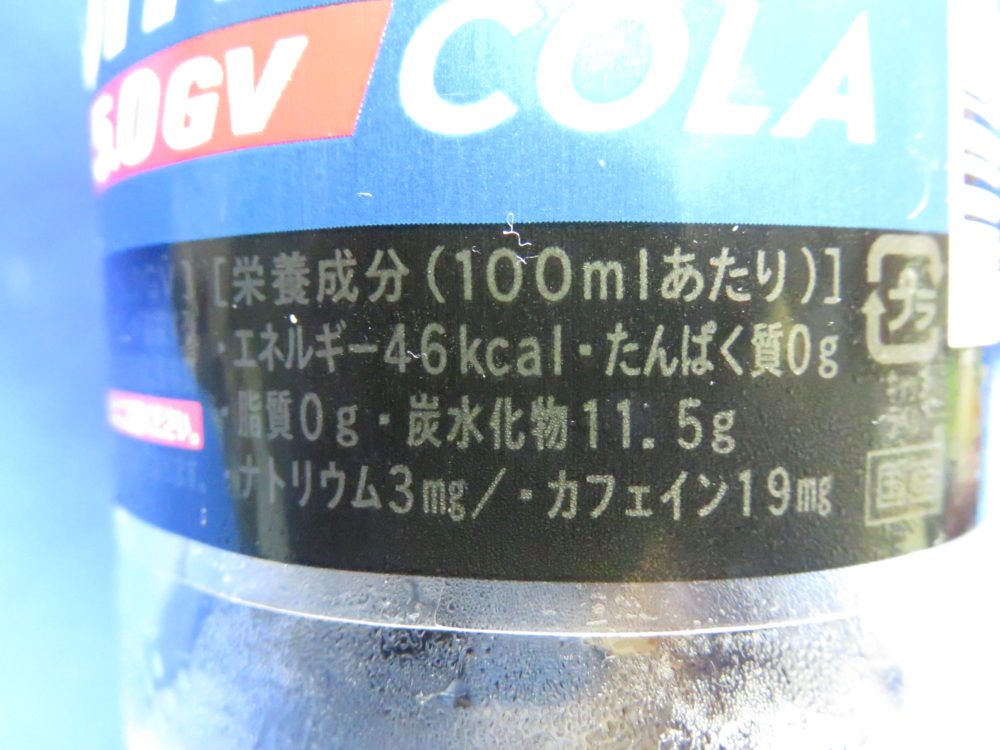 5.0GV
COLA
[栄養成分(100mlあたり)]
・エネルギー46kcal・たんぱく質0g
・脂質0g・炭水化物11.5g
・ナトリウム3mg/・カフェイン19mg
プラ